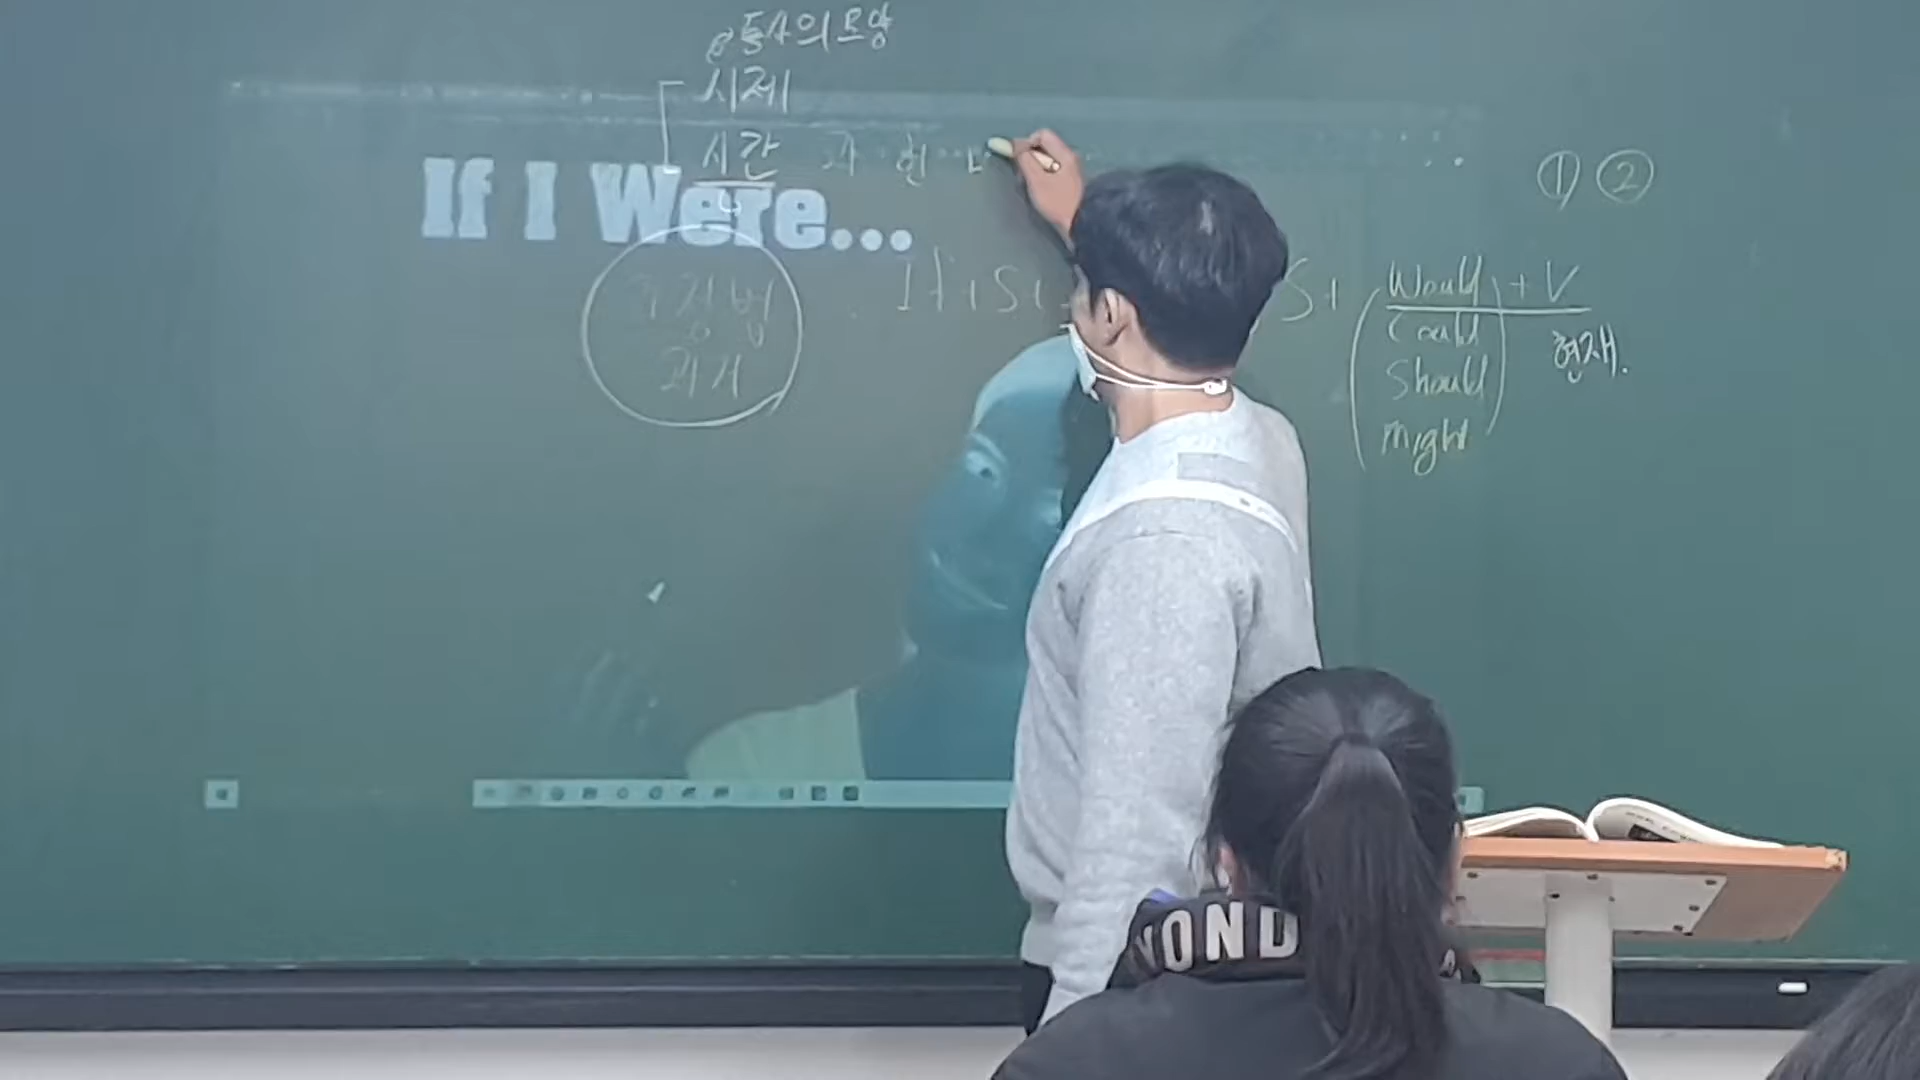 동사의 모양
시제
시간 과 현
If I Were...
① ②
가정법
과거
If + S +
S + Would + V
Could
Should
might
현재.
OND